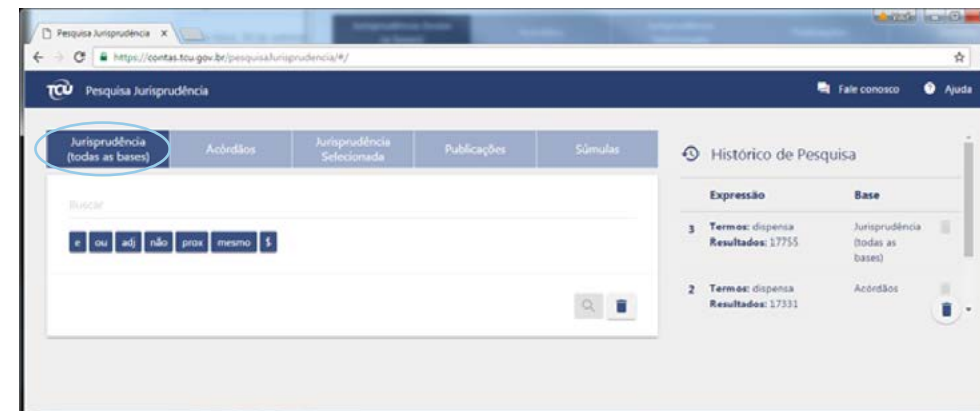 Pesquisa Jurisprudência ×
https://contas.tcu.gov.br/pesquisaJurisprudencia/#/
TCU Pesquisa Jurisprudência
Fale conosco
Ajuda
Jurisprudência
(todas as bases)
Acórdãos
Jurisprudência
Selecionada
Publicações
Súmulas
Buscar
e ou adj não prox mesmo $
Histórico de Pesquisa
Expressão Base
3 Termos: dispensa Jurisprudência
Resultados: 17755 (todas as
bases)
2 Termos: dispensa Acórdãos
Resultados: 17331